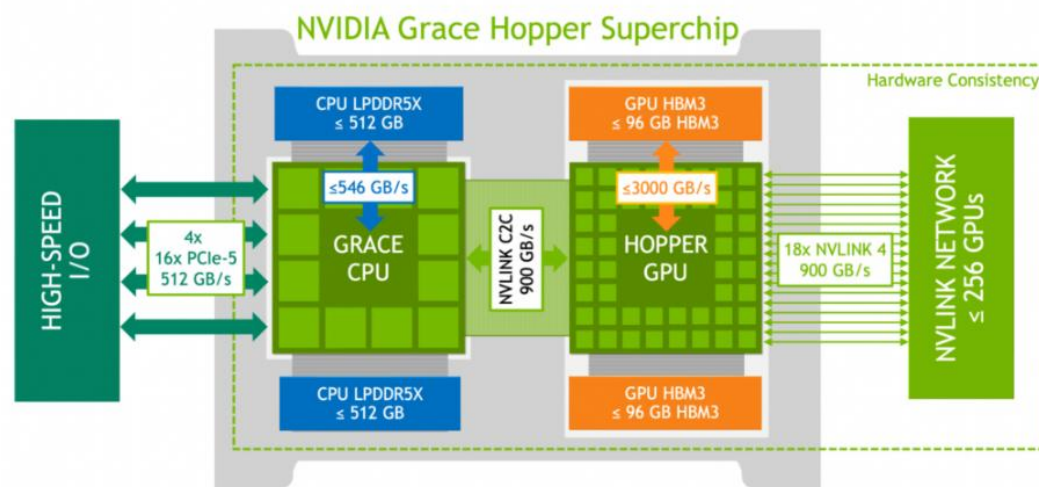 NVIDIA Grace Hopper Superchip
Hardware Consistency
CPU LPDDR5X
≤ 512 GB
GPU HBM3
≤ 96 GB HBM3
HIGH-SPEED
I/O
4x
16x PCIe-5
512 GB/s
≤546 GB/s
GRACE
CPU
NVLINK C2C
900 GB/s
≤3000 GB/s
HOPPER
GPU
18x NVLINK 4
900 GB/s
NVLINK NETWORK
≤ 256 GPUs
CPU LPDDR5X
≤ 512 GB
GPU HBM3
≤ 96 GB HBM3